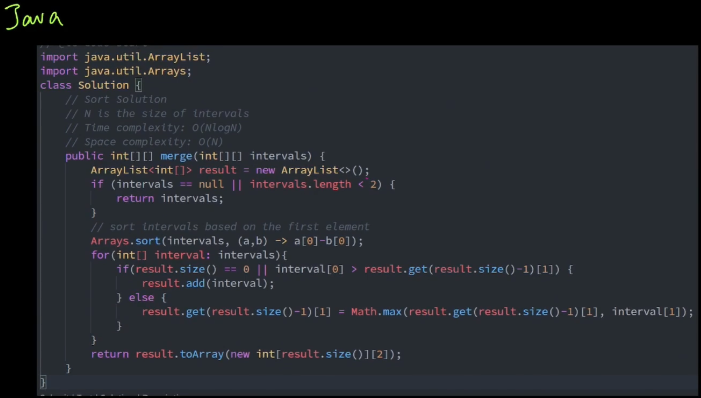 Java
import java.util.ArrayList;
import java.util.Arrays;
class Solution {
// Sort Solution
// N is the size of intervals
// Time complexity: O(NlogN)
// Space complexity: O(N)
public int[][] merge(int[][] intervals) {
ArrayList<int[]> result = new ArrayList<>();
if (intervals == null || intervals.length < 2) {
return intervals;
}
// sort intervals based on the first element
Arrays.sort(intervals, (a,b) -> a[0]-b[0]);
for(int[] interval: intervals){
if(result.size() == 0 || interval[0] > result.get(result.size()-1)[1]) {
result.add(interval);
} else {
result.get(result.size()-1)[1] = Math.max(result.get(result.size()-1)[1], interval[1]);
}
}
return result.toArray(new int[result.size()][2]);
}
}